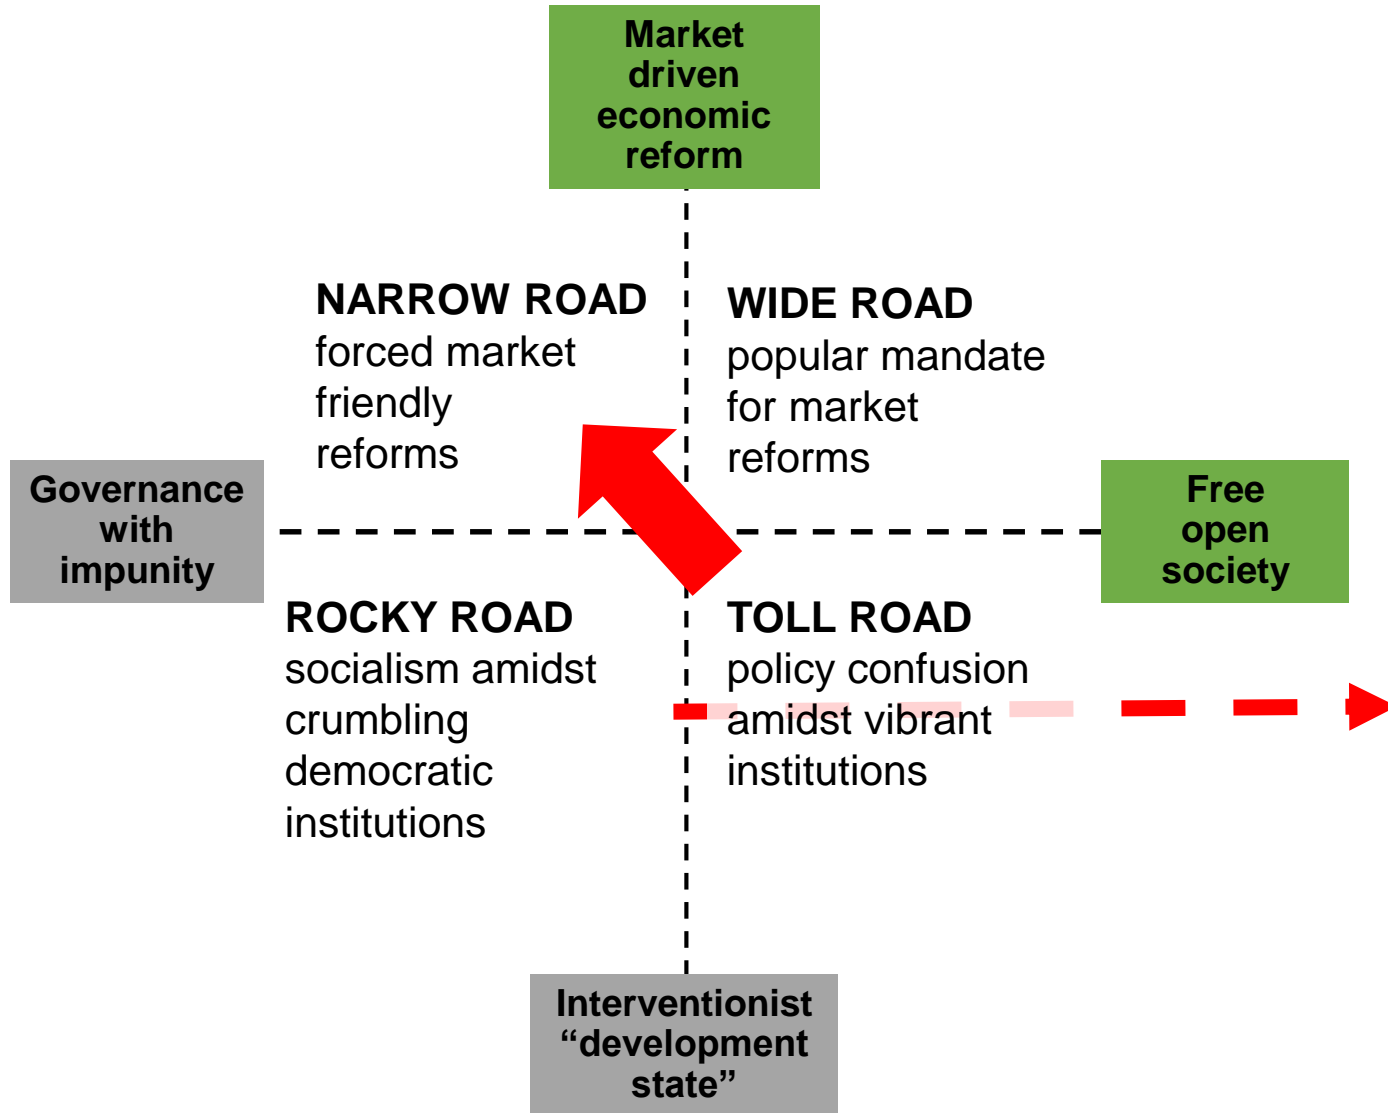 Market
driven
economic
reform
NARROW ROAD
forced market
friendly
reforms
WIDE ROAD
popular mandate
for market
reforms
Governance
with
impunity
Free
open
society
ROCKY ROAD
socialism amidst
crumbling
democratic
institutions
TOLL ROAD
policy confusion
amidst vibrant
institutions
Interventionist
“development
state”